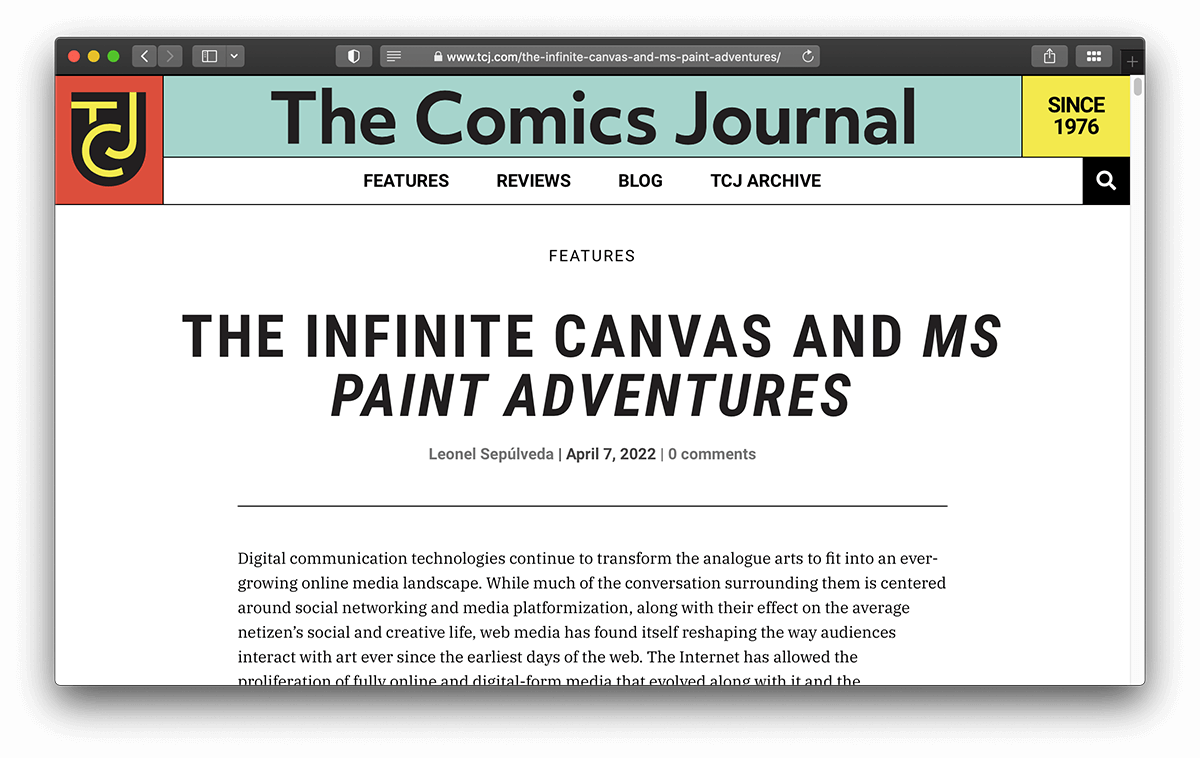 www.tcj.com/the-infinite-canvas-and-ms-paint-adventures/
TCJ
The Comics Journal
SINCE
1976
FEATURES
REVIEWS
BLOG
TCJ ARCHIVE
FEATURES
THE INFINITE CANVAS AND MS
PAINT ADVENTURES
Leonel Sepúlveda | April 7, 2022 | 0 comments
Digital communication technologies continue to transform the analogue arts to fit into an ever-
growing online media landscape. While much of the conversation surrounding them is centered
around social networking and media platformization, along with their effect on the average
netizen’s social and creative life, web media has found itself reshaping the way audiences
interact with art ever since the earliest days of the web. The Internet has allowed the
proliferation of fully online and digital-form media that evolved along with it and the